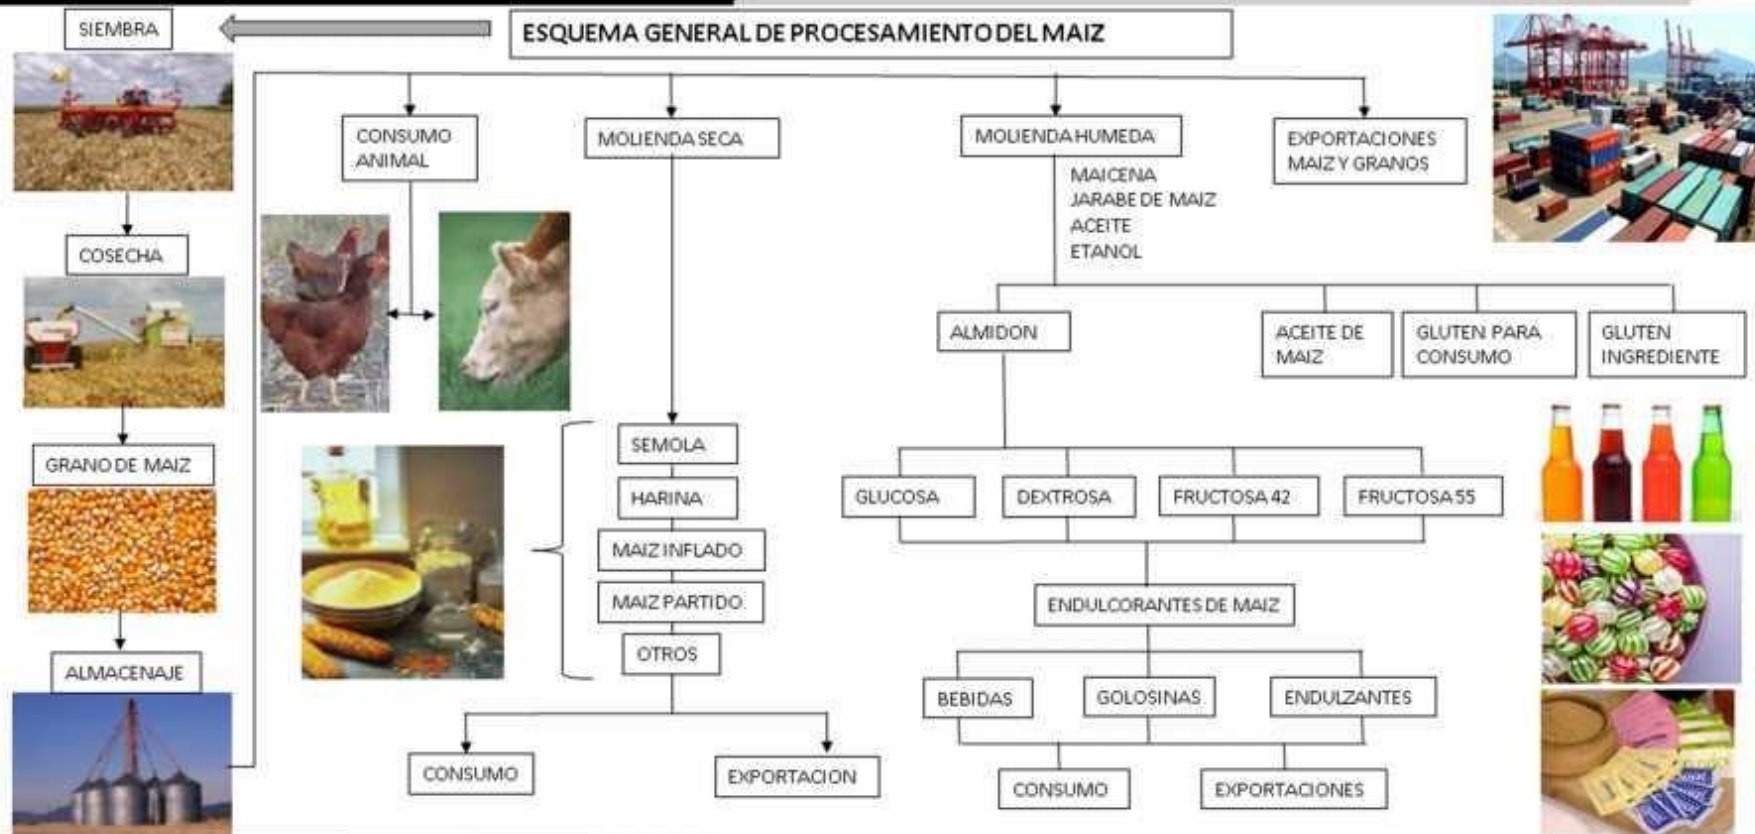 ESQUEMA GENERAL DE PROCESAMIENTO DEL MAIZ
SIEMBRA
COSECHA
GRANO DE MAIZ
ALMACENAJE
CONSUMO
ANIMAL
MOLIENDA SECA
SEMOLA
HARINA
MAIZ INFLADO
MAIZ PARTIDO
OTROS
CONSUMO
EXPORTACION
MOLIENDA HUMEDA
MAICENA
JARABE DE MAIZ
ACEITE
ETANOL
EXPORTACIONES
MAIZ Y GRANOS
ALMIDON
ACEITE DE
MAIZ
GLUTEN PARA
CONSUMO
GLUTEN
INGREDIENTE
GLUCOSA
DEXTROSA
FRUCTOSA 42
FRUCTOSA 55
ENDULCORANTES DE MAIZ
BEBIDAS
GOLOSINAS
ENDULZANTES
CONSUMO
EXPORTACIONES